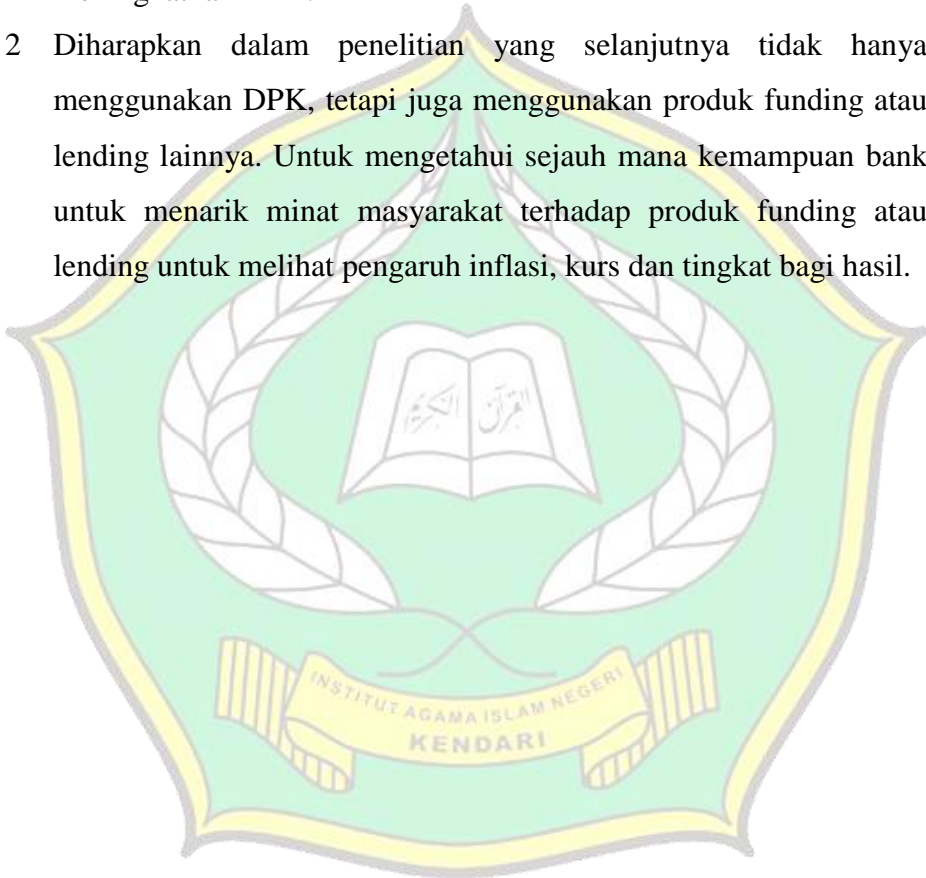 2 Diharapkan dalam penelitian yang selanjutnya tidak hanya
menggunakan DPK, tetapi juga menggunakan produk funding atau
lending lainnya. Untuk mengetahui sejauh mana kemampuan bank
untuk menarik minat masyarakat terhadap produk funding atau
lending untuk melihat pengaruh inflasi, kurs dan tingkat bagi hasil.
القرآن الكريم
INSTITUT AGAMA ISLAM NEGERI
KENDARI